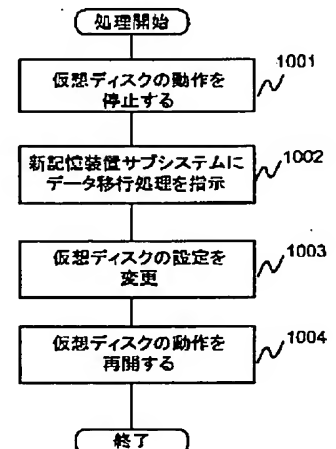 処理開始
仮想ディスクの動作を
停止する
1001
新記憶装置サブシステムに
データ移行処理を指示
1002
仮想ディスクの設定を
変更
1003
仮想ディスクの動作を
再開する
1004
終了